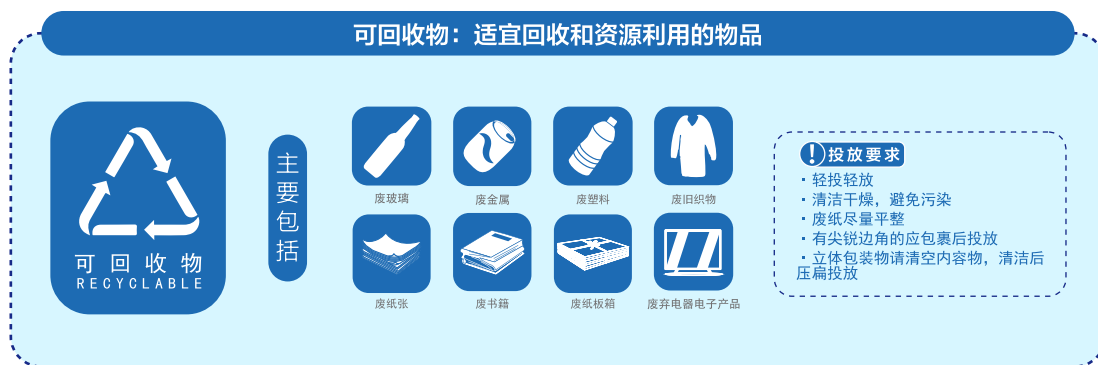 可回收物：适宜回收和资源利用的物品
可回收物
RECYCLABLE
主要包括
废玻璃
废金属
废塑料
废旧织物
废纸张
废书籍
废纸板箱
废弃电器电子产品
投放要求
·轻投轻放
·清洁干燥，避免污染
·废纸尽量平整
·有尖锐边角的应包裹后投放
·立体包装物请清空内容物，清洁后
压扁投放